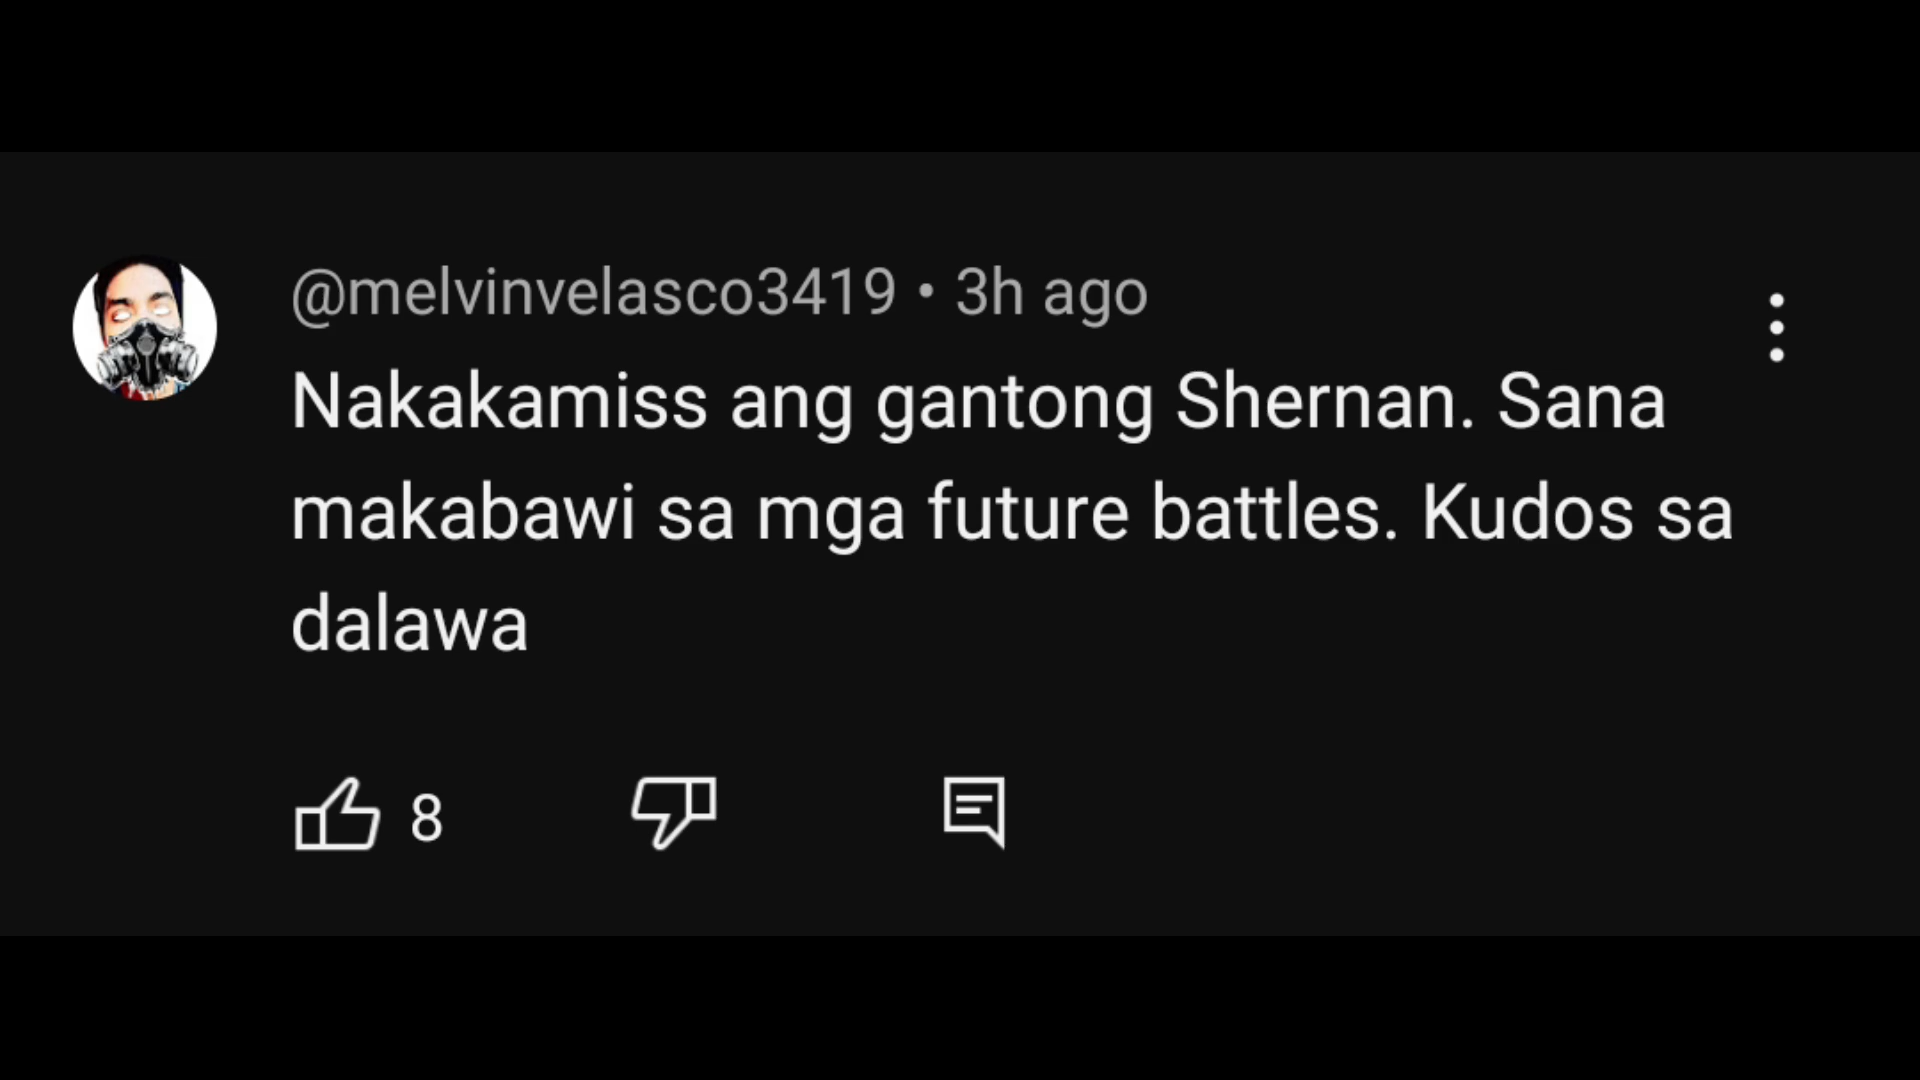 @melvinvelasco3419 • 3h ago
Nakakamiss ang gantong Shernan. Sana
makabawi sa mga future battles. Kudos sa
dalawa
8